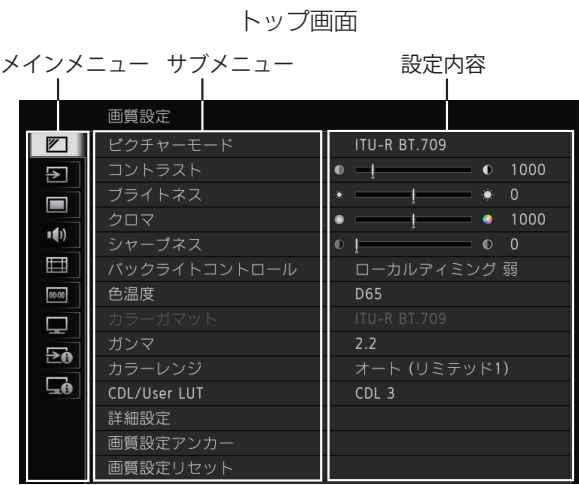 トップ画面
メインメニュー サブメニュー 設定内容
画質設定
ピクチャーモード ITU-R BT.709
コントラスト 1000
ブライトネス 0
クロマ 1000
シャープネス 0
バックライトコントロール ローカルディミング 弱
色温度 D65
カラーガマット ITU-R BT.709
ガンマ 2.2
カラーレンジ オート (リミテッド1)
00:00
CDL/User LUT CDL 3
詳細設定
画質設定アンカー
画質設定リセット